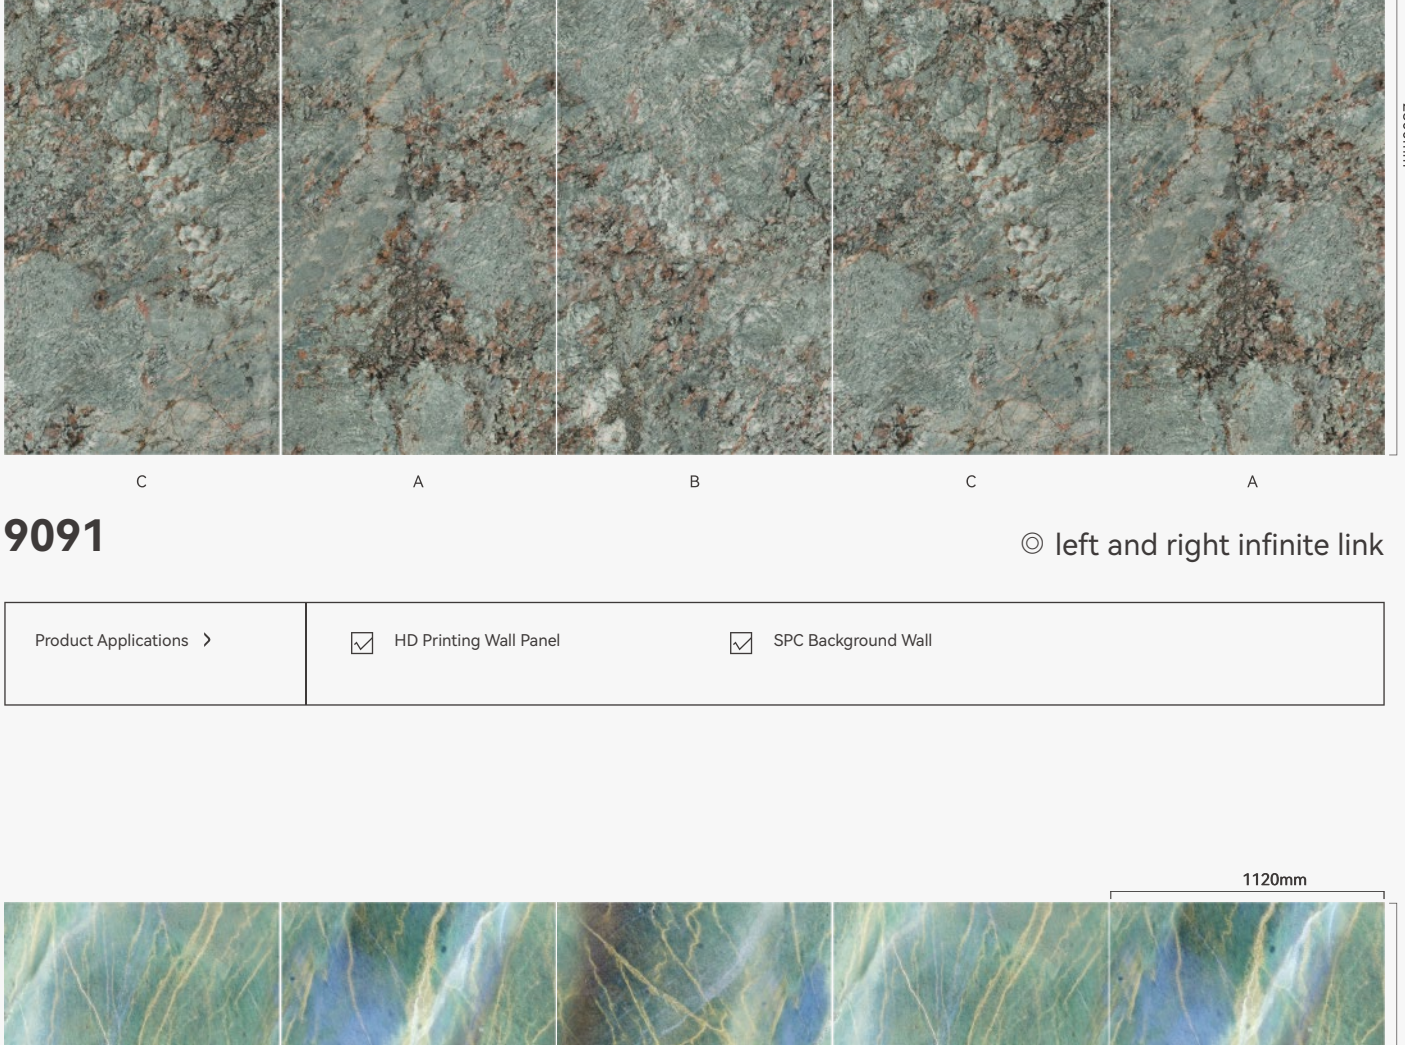 C A B C A
9091
left and right infinite link
Product Applications
HD Printing Wall Panel
SPC Background Wall
1120mm